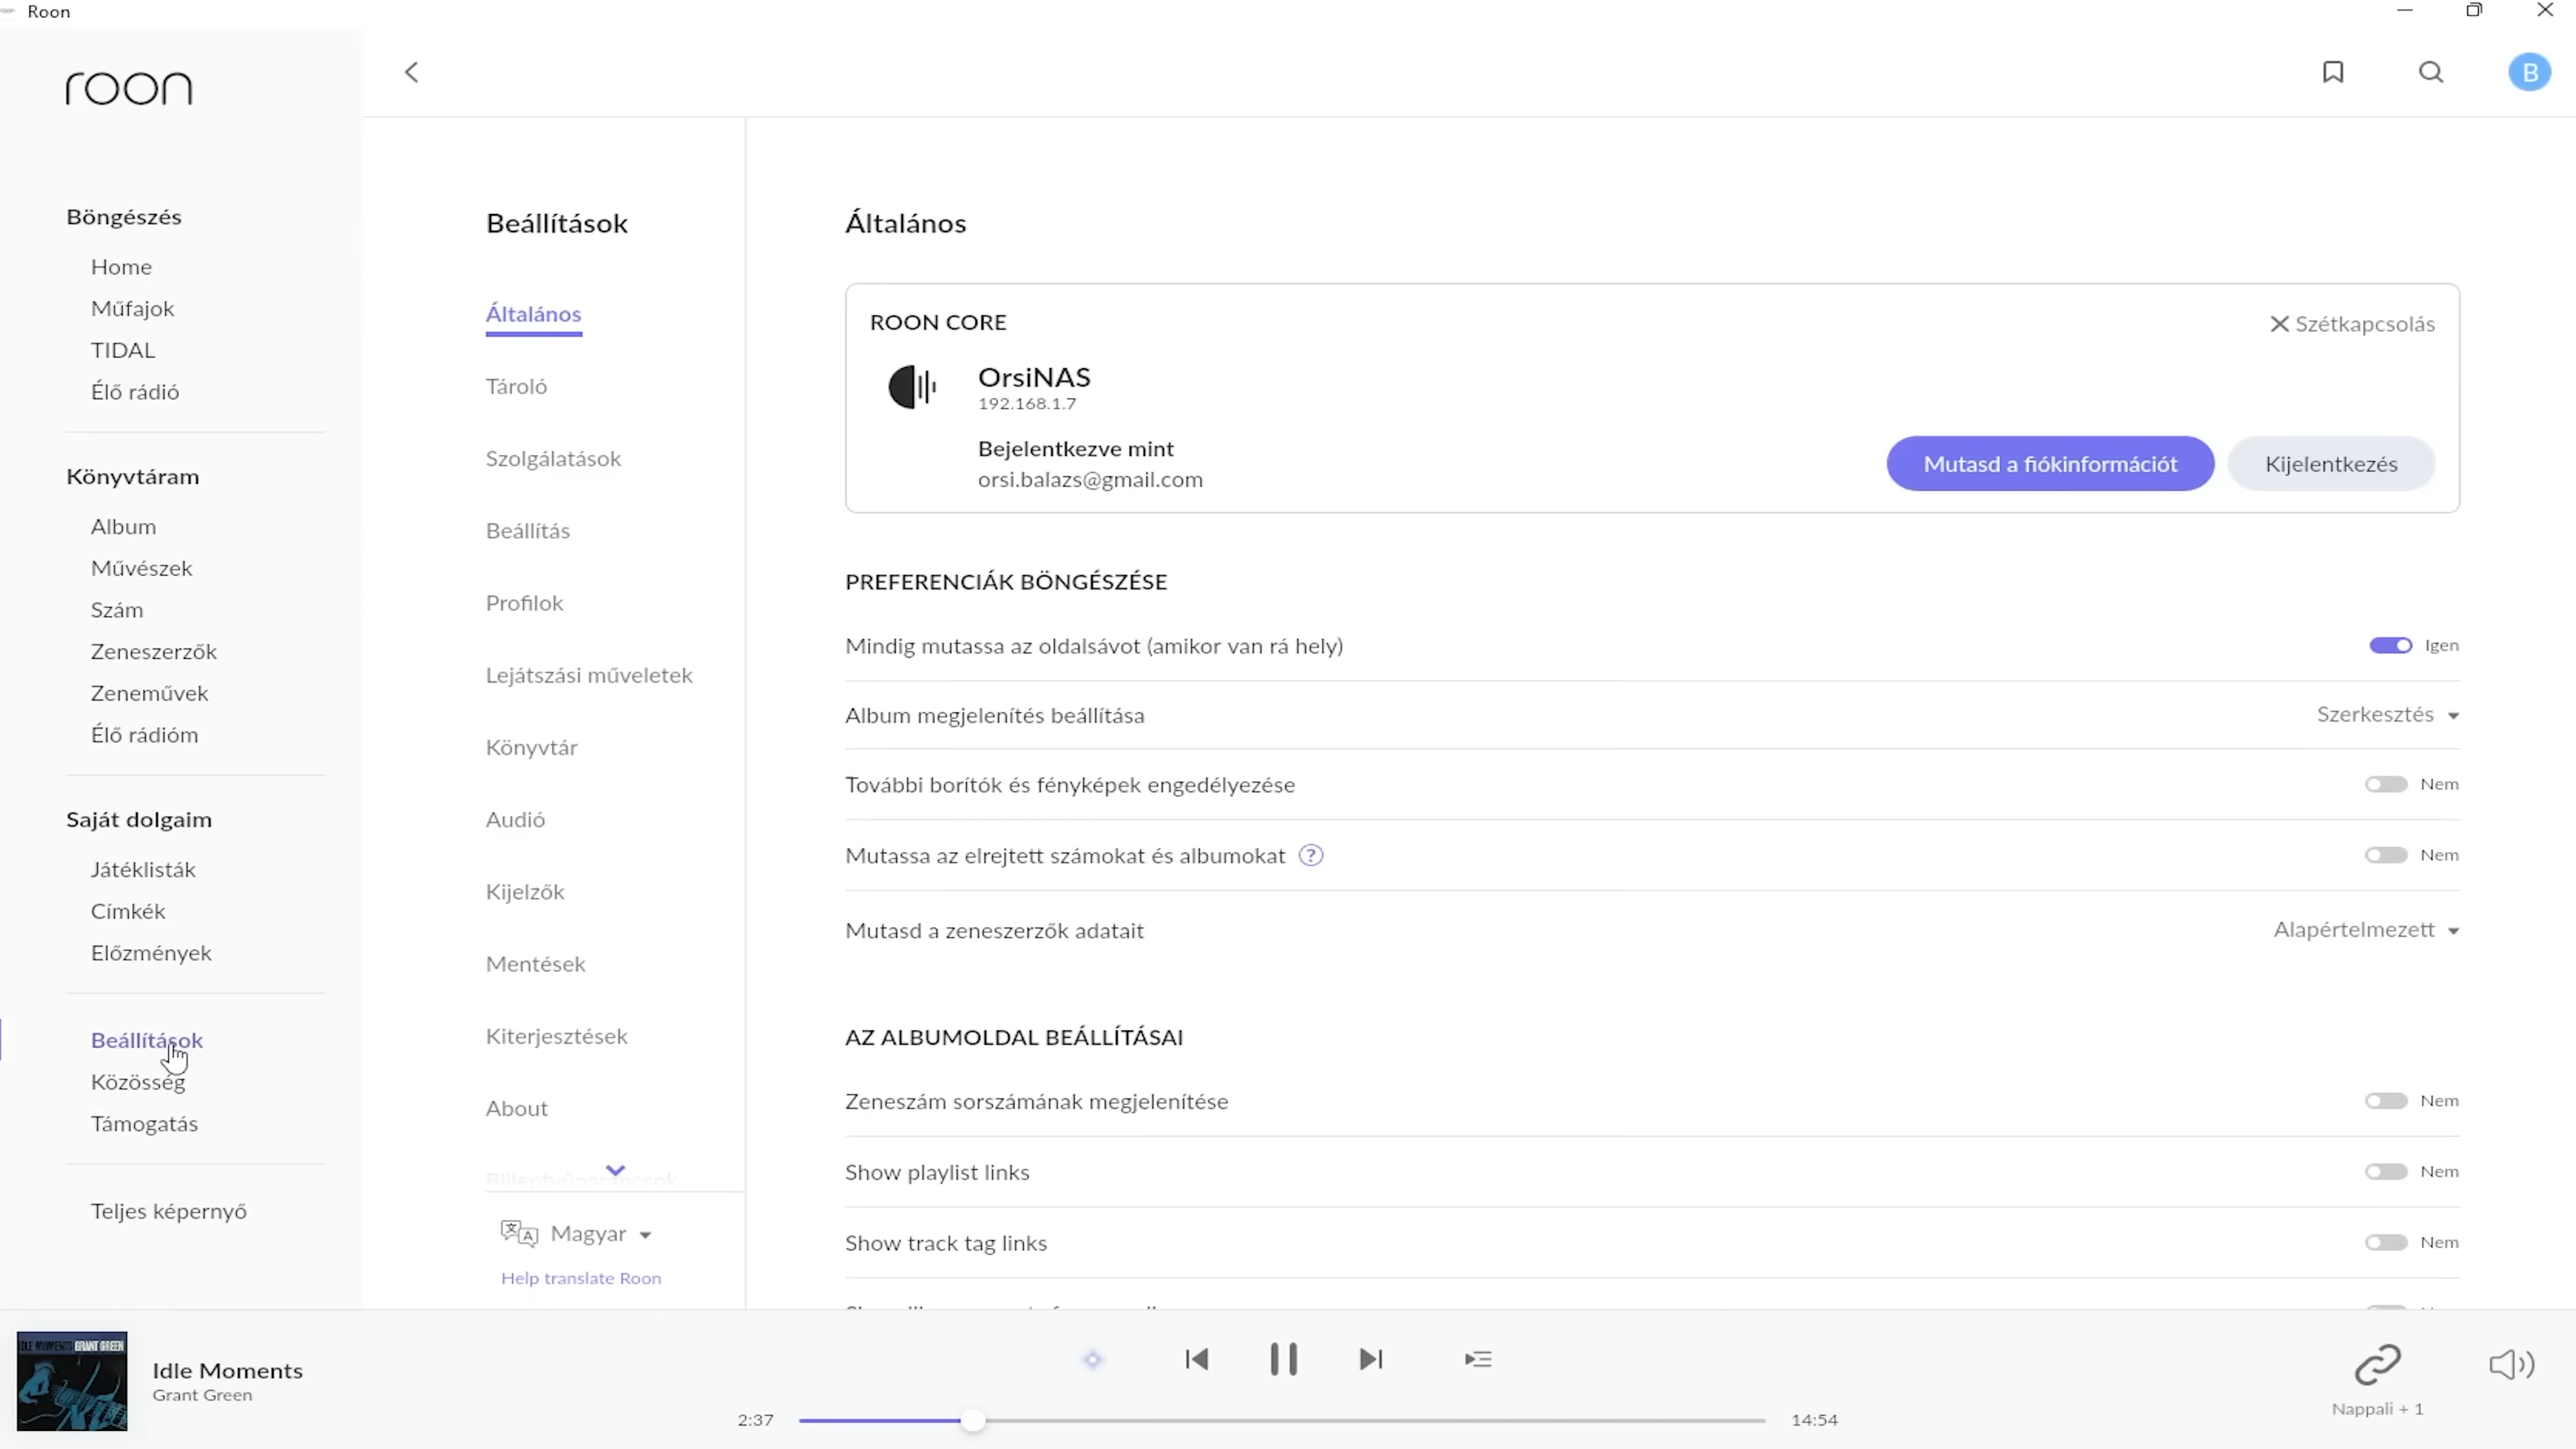 Roon
roon
B
Böngészés
Home
Műfajok
TIDAL
Élő rádió
Könyvtáram
Album
Művészek
Szám
Zeneszerzők
Zeneművek
Élő rádióm
Saját dolgaim
Játéklisták
Címkék
Előzmények
Beállítások
Közösség
Támogatás
Teljes képernyő
Beállítások
Általános
Tároló
Szolgálatások
Beállítás
Profilok
Lejátszási műveletek
Könyvtár
Audió
Kijelzők
Mentések
Kiterjesztések
About
Magyar
Help translate Roon
Általános
ROON CORE
Szétkapcsolás
OrsiNAS
192.168.1.7
Bejelentkezve mint
orsi.balazs@gmail.com
Mutasd a fiókinformációt
Kijelentkezés
PREFERENCIÁK BÖNGÉSZÉSE
Mindig mutassa az oldalsávot (amikor van rá hely) Igen
Album megjelenítés beállítása Szerkesztés
További borítók és fényképek engedélyezése Nem
Mutassa az elrejtett számokat és albumokat ? Nem
Mutasd a zeneszerzők adatait Alapértelmezett
AZ ALBUMOLDAL BEÁLLÍTÁSAI
Zeneszám sorszámának megjelenítése Nem
Show playlist links Nem
Show track tag links Nem
IDLE MOMENTS GRANT GREEN
Idle Moments
Grant Green
2:37
14:54
Nappali + 1